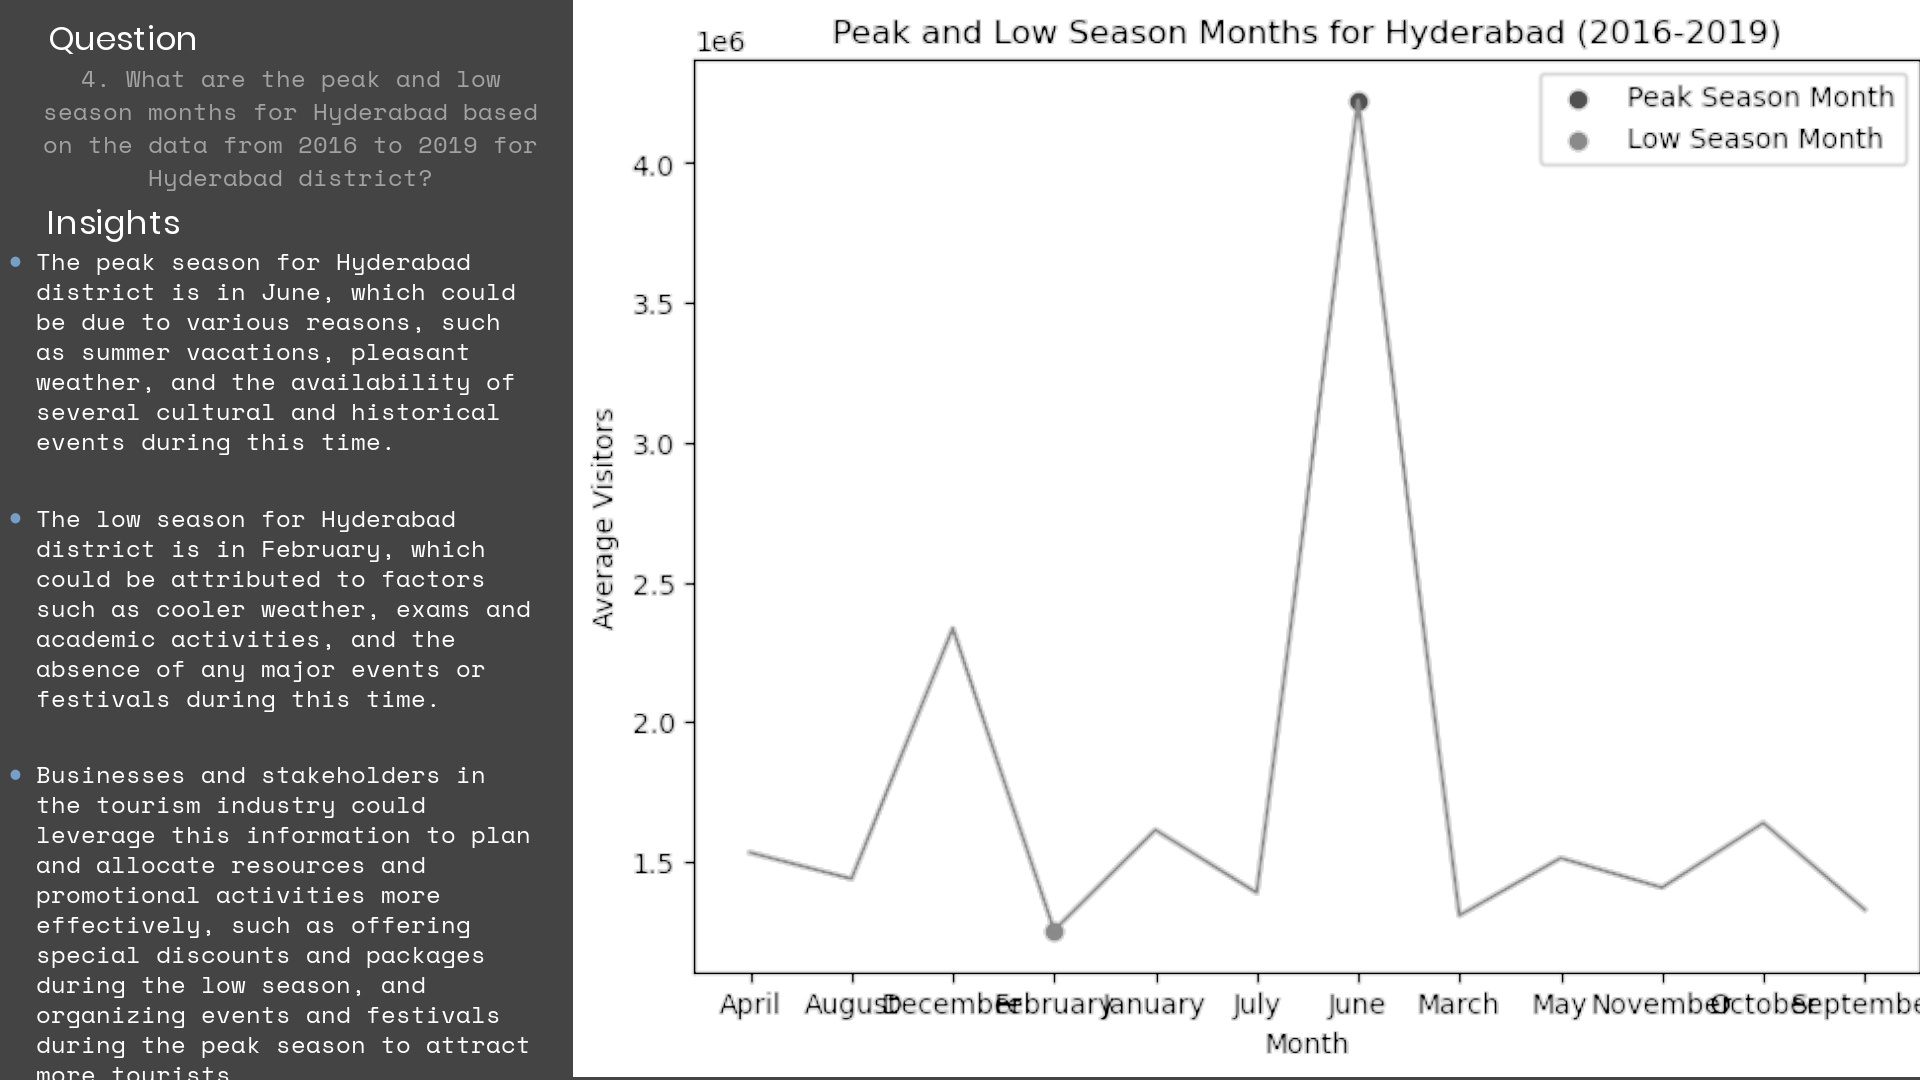 Question
4. What are the peak and low
season months for Hyderabad based
on the data from 2016 to 2019 for
Hyderabad district?
Insights
The peak season for Hyderabad
district is in June, which could
be due to various reasons, such
as summer vacations, pleasant
weather, and the availability of
several cultural and historical
events during this time.
The low season for Hyderabad
district is in February, which
could be attributed to factors
such as cooler weather, exams and
academic activities, and the
absence of any major events or
festivals during this time.
Businesses and stakeholders in
the tourism industry could
leverage this information to plan
and allocate resources and
promotional activities more
effectively, such as offering
special discounts and packages
during the low season, and
organizing events and festivals
during the peak season to attract
more tourists
Peak and Low Season Months for Hyderabad (2016-2019)
1e6
Peak Season Month
Low Season Month
4.0
3.5
3.0
2.5
2.0
1.5
Average Visitors
April August December February January July June March May November October Septembe
Month